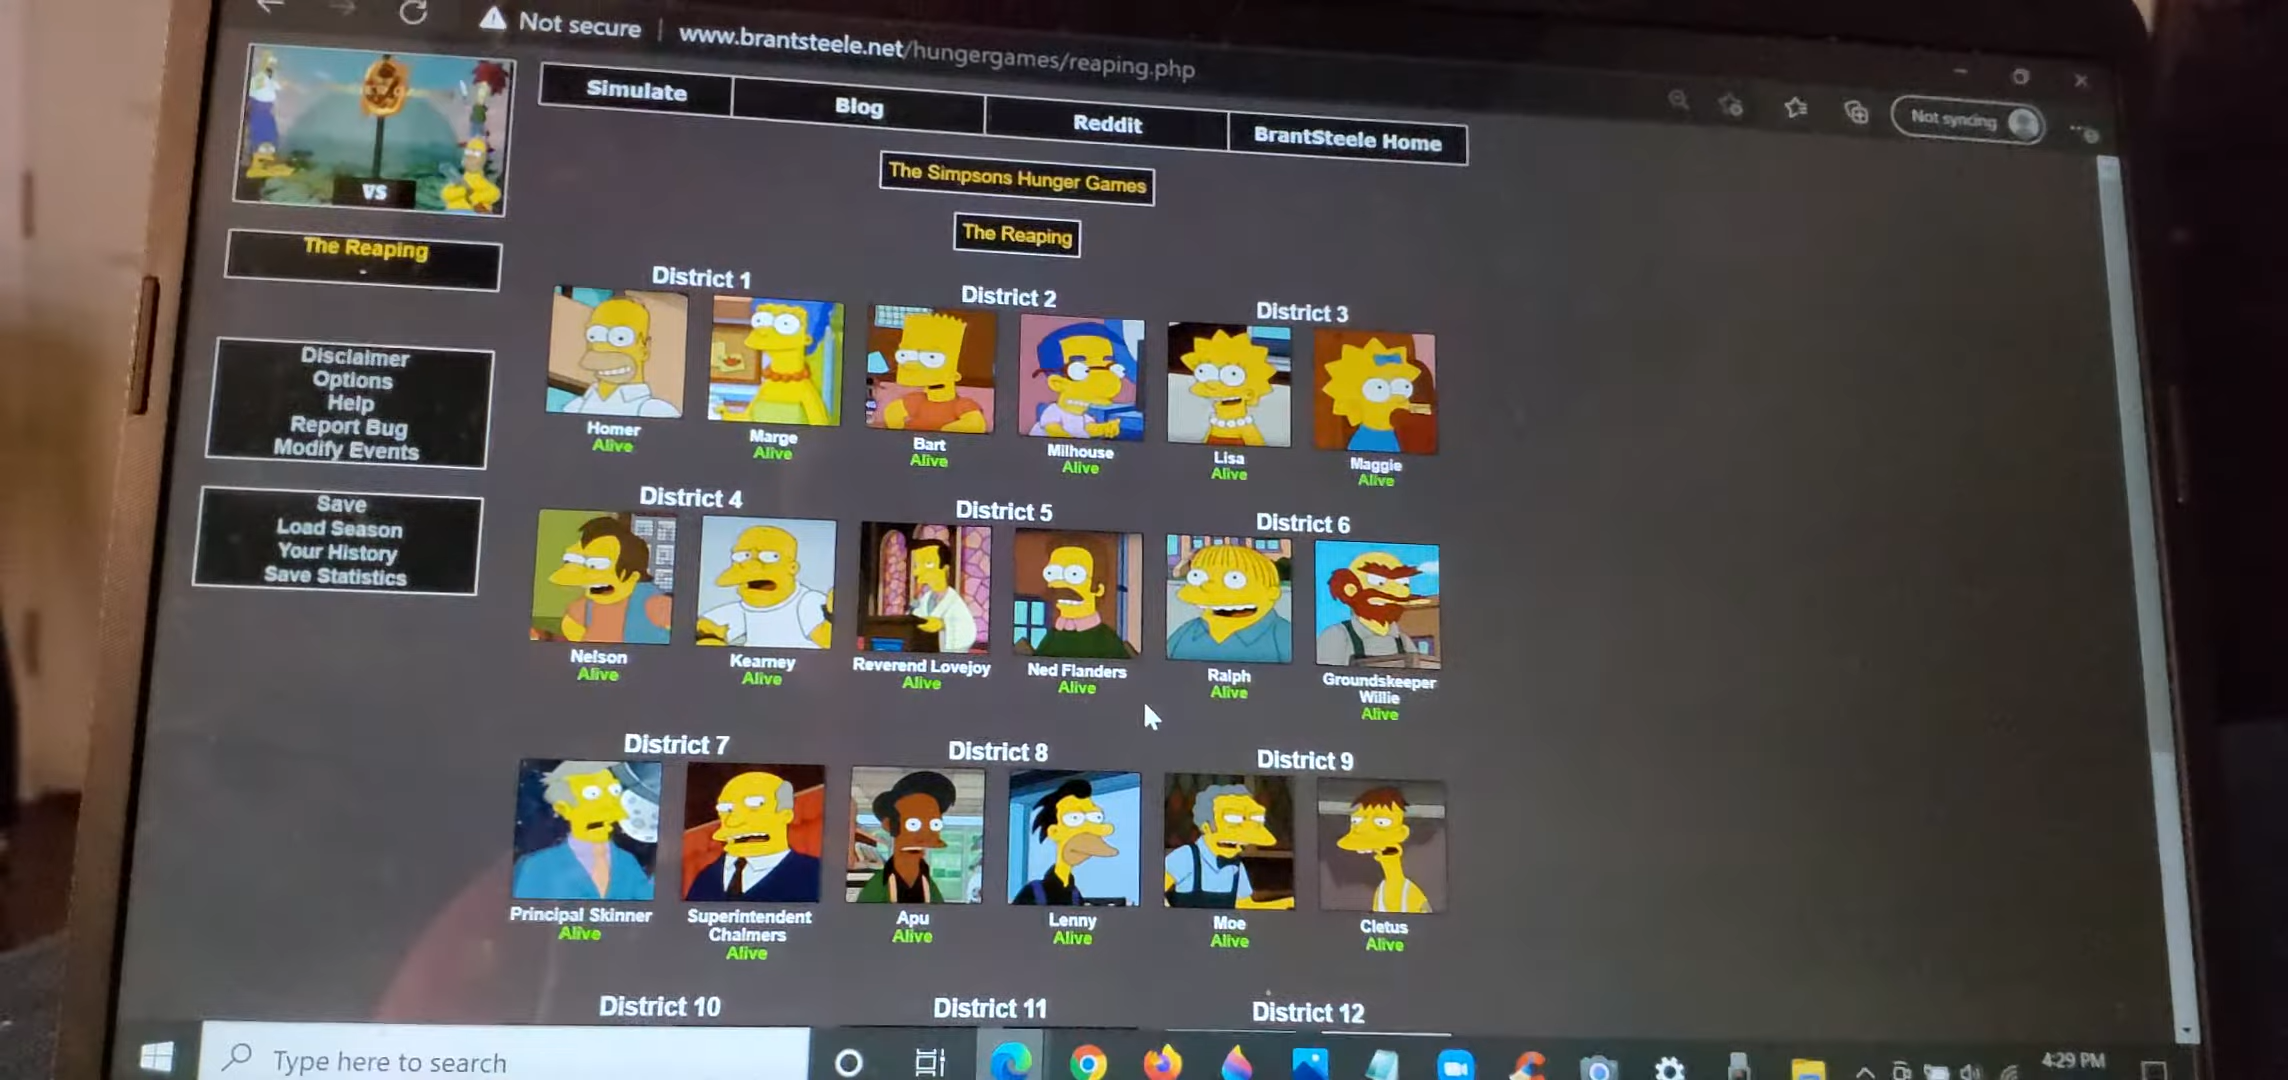 Not secure | www.brantsteele.net/hungergames/reaping.php
Not syncing
Simulate
Blog
Reddit
BrantSteele Home
VS
The Simpsons Hunger Games
The Reaping
The Reaping
-
Disclaimer
Options
Help
Report Bug
Modify Events
Save
Load Season
Your History
Save Statistics
District 1
District 2
District 3
Homer
Alive
Marge
Alive
Bart
Alive
Milhouse
Alive
Lisa
Alive
Maggie
Alive
District 4
District 5
District 6
Nelson
Alive
Kearney
Alive
Reverend Lovejoy
Alive
Ned Flanders
Alive
Ralph
Alive
Groundskeeper
Willie
Alive
District 7
District 8
District 9
Principal Skinner
Alive
Superintendent
Chalmers
Alive
Apu
Alive
Lenny
Alive
Moe
Alive
Cletus
Alive
District 10
District 11
District 12
Type here to search
4:29 PM